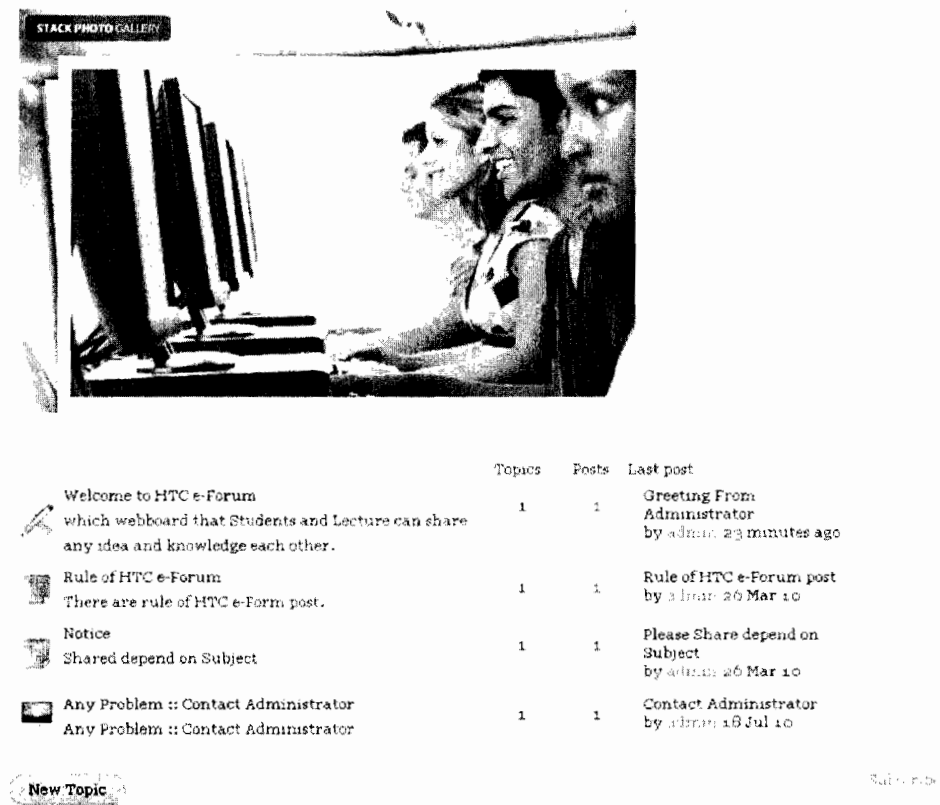 STACK PHOTO GALLERY
Topics Posts Last post
Welcome to HTC e-Forum
which webboard that Students and Lecture can share
any idea and knowledge each other.
1 1
Greeting From
Administrator
by admin 23 minutes ago
Rule of HTC e-Forum
There are rule of HTC e-Form post.
1 1
Rule of HTC e-Forum post
by admin 26 Mar 10
Notice
Shared depend on Subject
1 1
Please Share depend on
Subject
by admin 26 Mar 10
Any Problem :: Contact Administrator
Any Problem :: Contact Administrator
1 1
Contact Administrator
by admin 18 Jul 10
New Topic